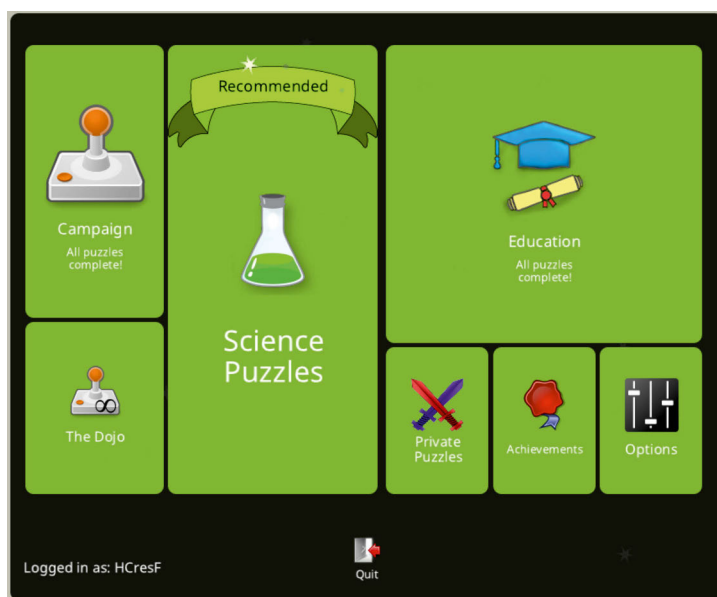 Recommended
Campaign
All puzzles
complete!
Science
Puzzles
Education
All puzzles
complete!
The Dojo
Private
Puzzles
Achievements
Options
Logged in as: HCresF
Quit